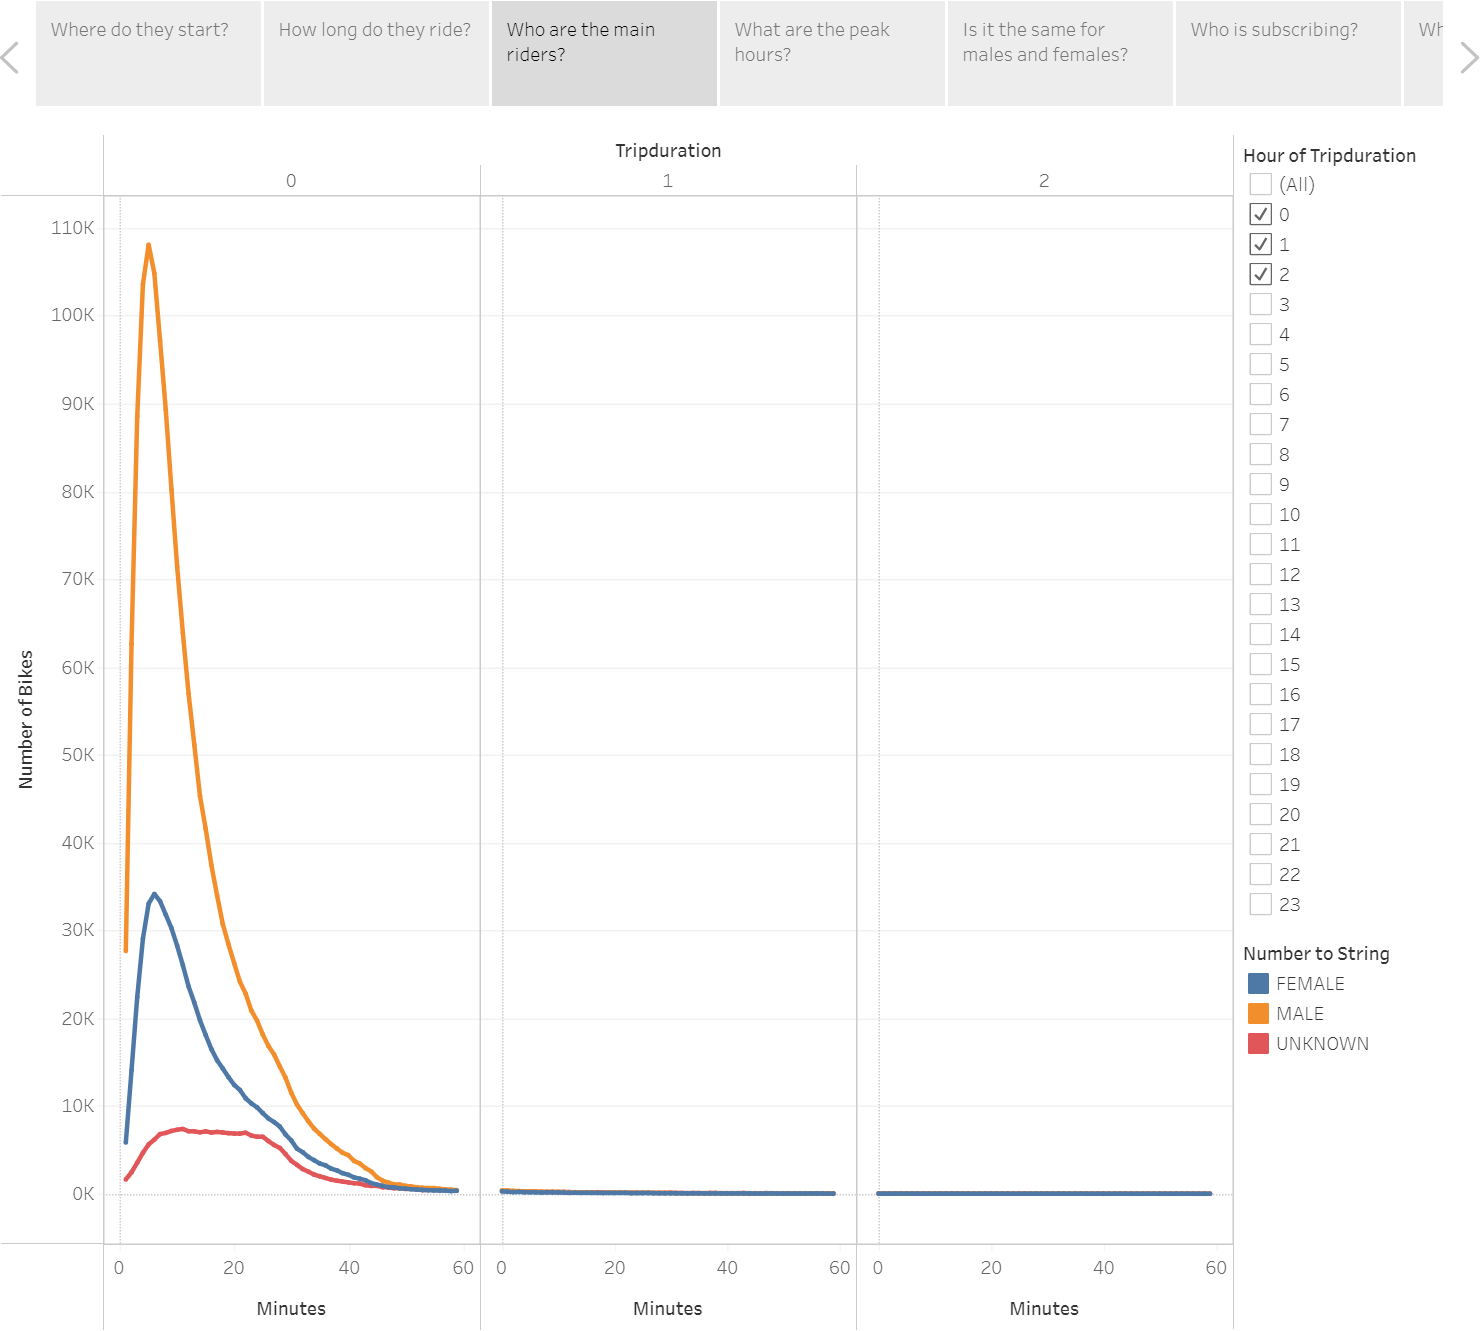 Where do they start?
How long do they ride?
Who are the main
riders?
What are the peak
hours?
Is it the same for
males and females?
Who is subscribing?
Wh
Tripduration
0
1
2
110K
100K
90K
80K
70K
60K
50K
40K
30K
20K
10K
0K
Number of Bikes
0 20 40 60
0 20 40 60
0 20 40 60
Minutes
Minutes
Minutes
Hour of Tripduration
(All)
0
1
2
3
4
5
6
7
8
9
10
11
12
13
14
15
16
17
18
19
20
21
22
23
Number to String
FEMALE
MALE
UNKNOWN